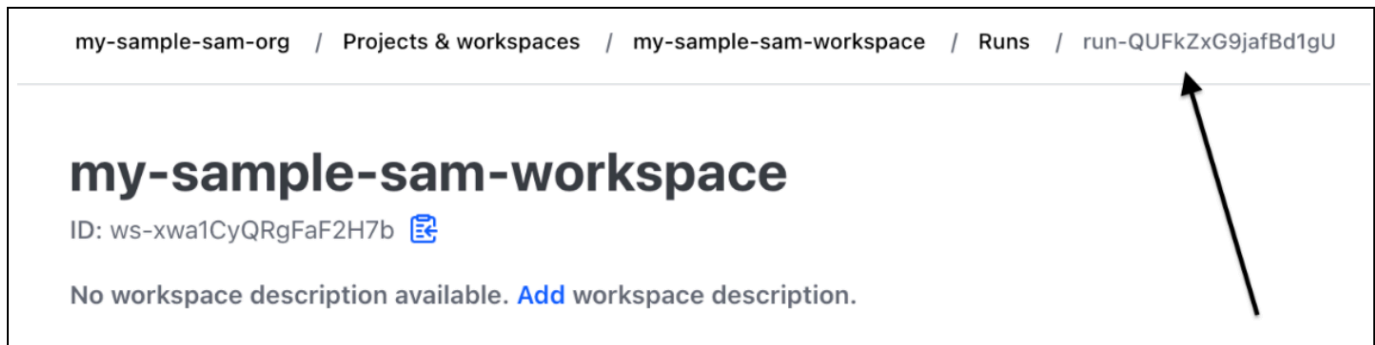 my-sample-sam-org / Projects & workspaces / my-sample-sam-workspace / Runs / run-QUFkZxG9jafBd1gU
my-sample-sam-workspace
ID: ws-xwa1CyQRgFaF2H7b
No workspace description available. Add workspace description.